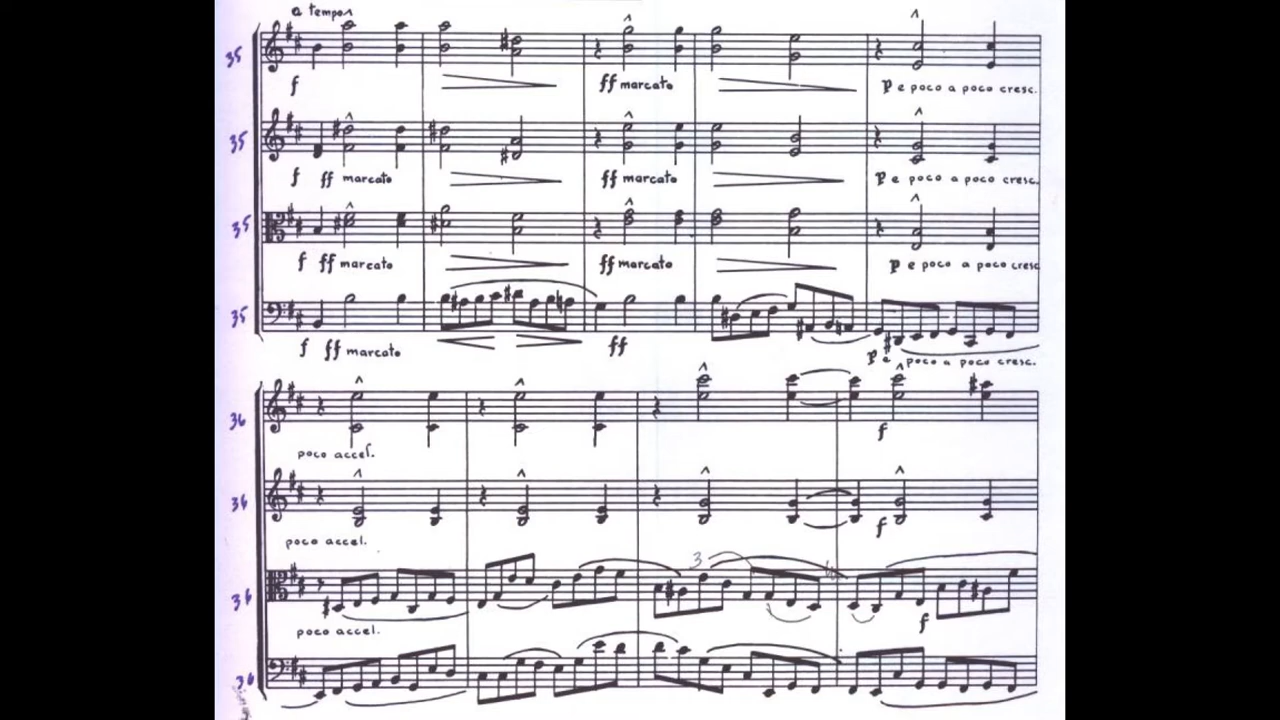 a tempo
35
f
ff marcato
p e poco a poco cresc.
35
f ff marcato
ff marcato
p e poco a poco cresc.
35
f ff marcato
ff marcato
p e poco a poco cresc
35
f ff marcato
ff
p e poco a poco cresc.
36
poco accel.
f
36
poco accel.
f
36
poco accel.
3
f
36